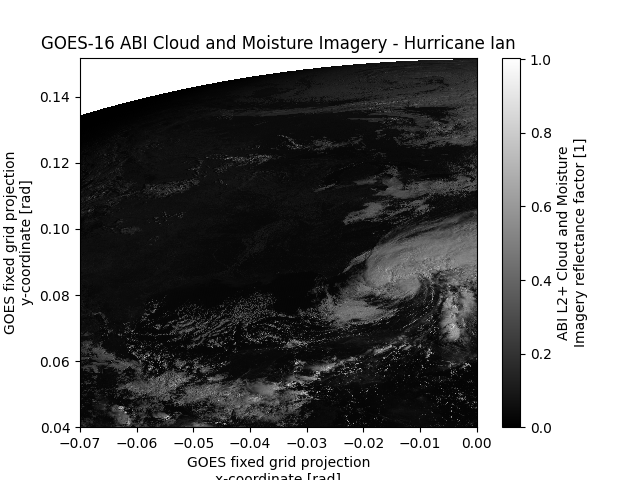 GOES-16 ABI Cloud and Moisture Imagery - Hurricane Ian
0.14
0.12
0.10
0.08
0.06
0.04
GOES fixed grid projection
y-coordinate [rad]
−0.07 −0.06 −0.05 −0.04 −0.03 −0.02 −0.01 0.00
GOES fixed grid projection
x-coordinate [rad]
1.0
0.8
0.6
0.4
0.2
0.0
ABI L2+ Cloud and Moisture
Imagery reflectance factor [1]